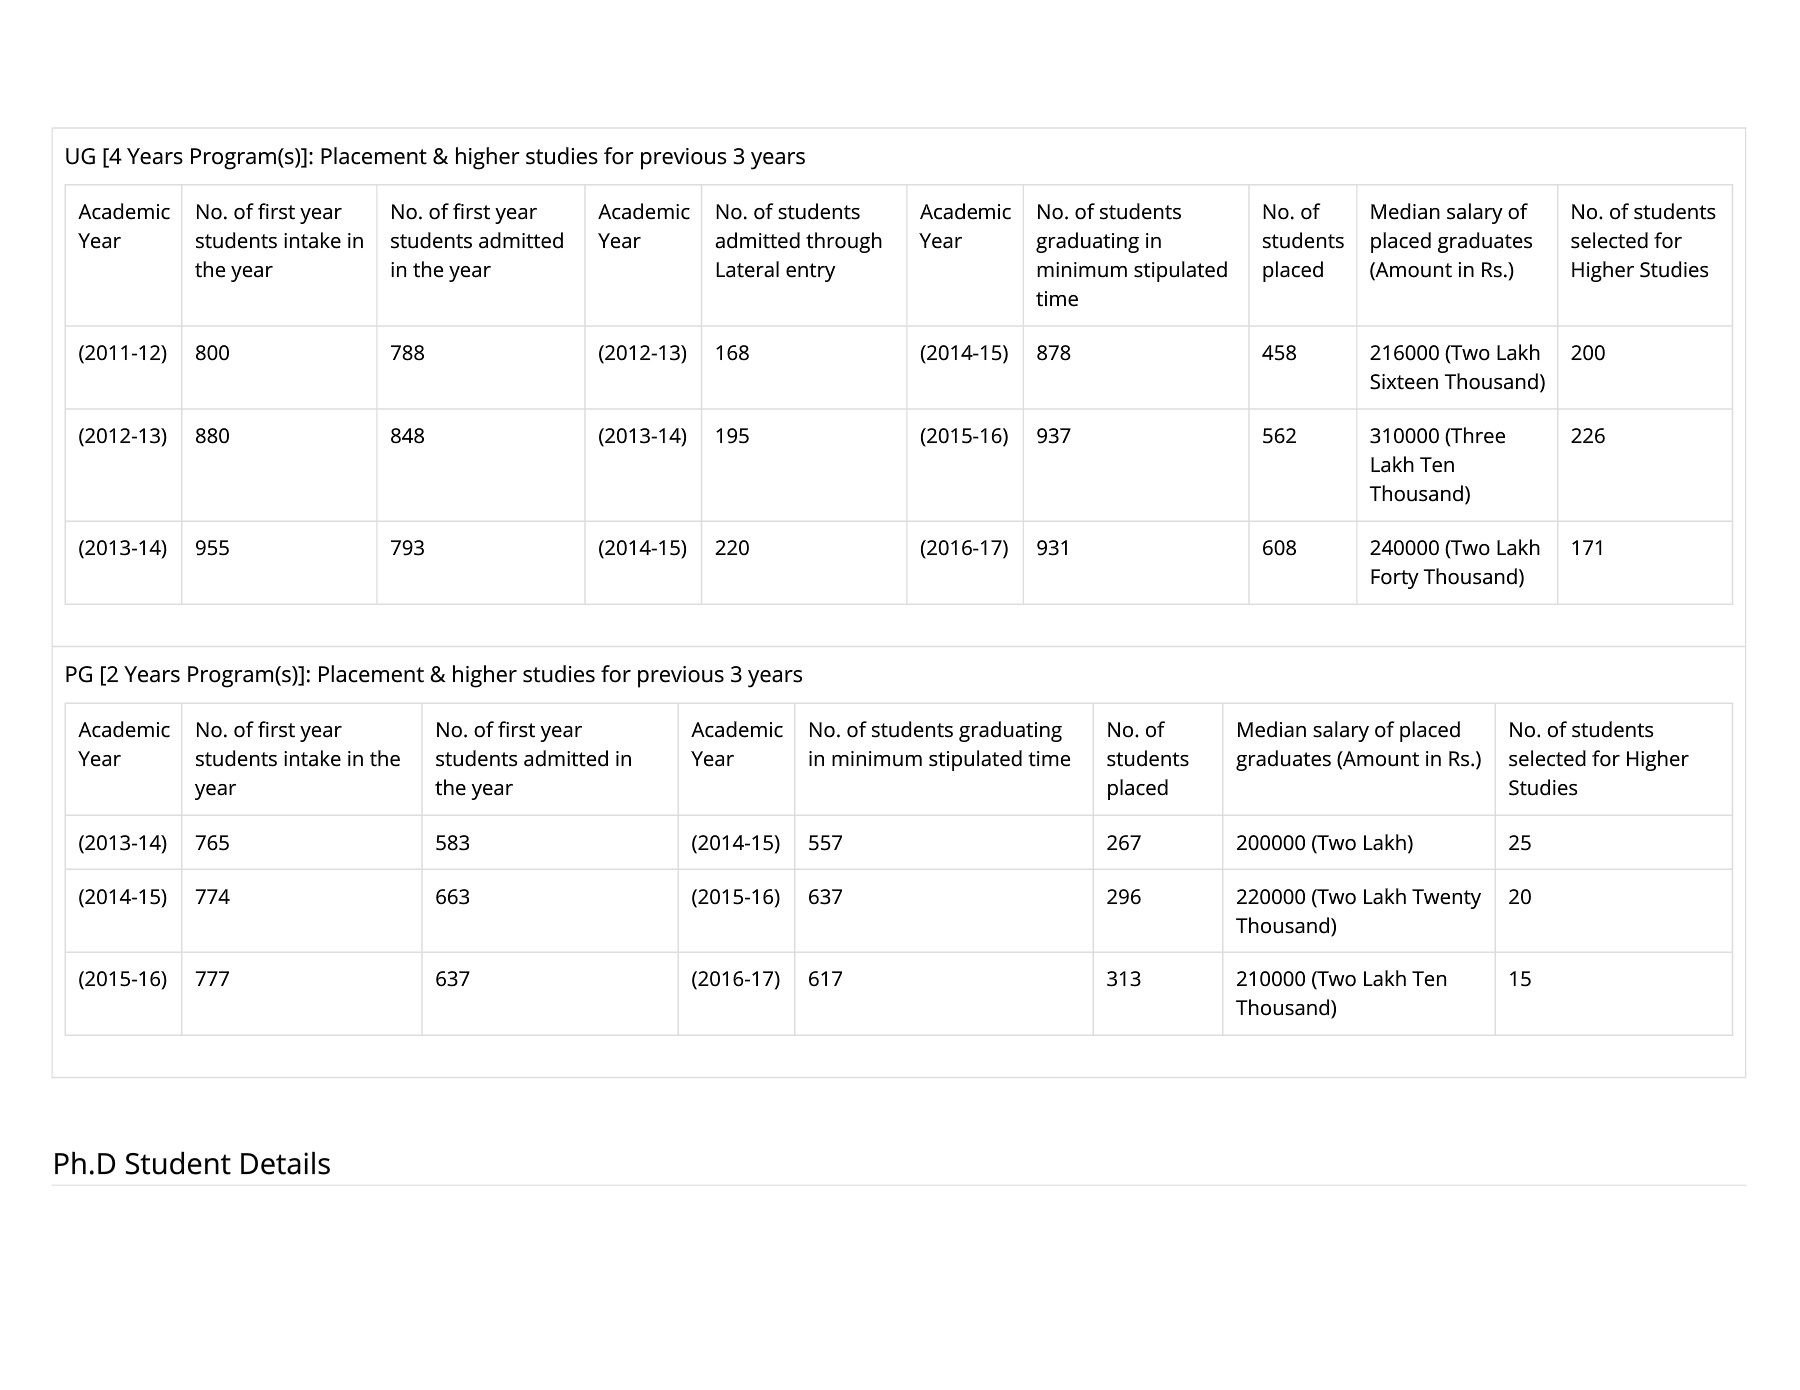 UG [4 Years Program(s)]: Placement & higher studies for previous 3 years
Academic Year No. of first year students intake in the year No. of first year students admitted in the year Academic Year No. of students admitted through Lateral entry Academic Year No. of students graduating in minimum stipulated time No. of students placed Median salary of placed graduates (Amount in Rs.) No. of students selected for Higher Studies
(2011-12) 800 788 (2012-13) 168 (2014-15) 878 458 216000 (Two Lakh Sixteen Thousand) 200
(2012-13) 880 848 (2013-14) 195 (2015-16) 937 562 310000 (Three Lakh Ten Thousand) 226
(2013-14) 955 793 (2014-15) 220 (2016-17) 931 608 240000 (Two Lakh Forty Thousand) 171
PG [2 Years Program(s)]: Placement & higher studies for previous 3 years
Academic Year No. of first year students intake in the year No. of first year students admitted in the year Academic Year No. of students graduating in minimum stipulated time No. of students placed Median salary of placed graduates (Amount in Rs.) No. of students selected for Higher Studies
(2013-14) 765 583 (2014-15) 557 267 200000 (Two Lakh) 25
(2014-15) 774 663 (2015-16) 637 296 220000 (Two Lakh Twenty Thousand) 20
(2015-16) 777 637 (2016-17) 617 313 210000 (Two Lakh Ten Thousand) 15
Ph.D Student Details